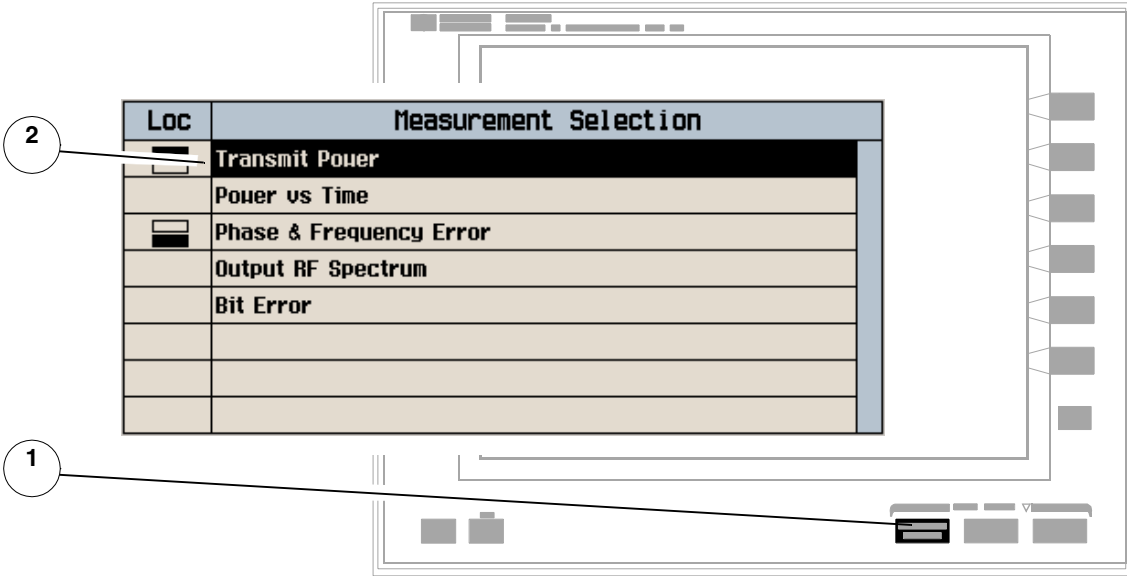 Loc Measurement Selection
2
Transmit Power
Power vs Time
Phase & Frequency Error
Output RF Spectrum
Bit Error
1